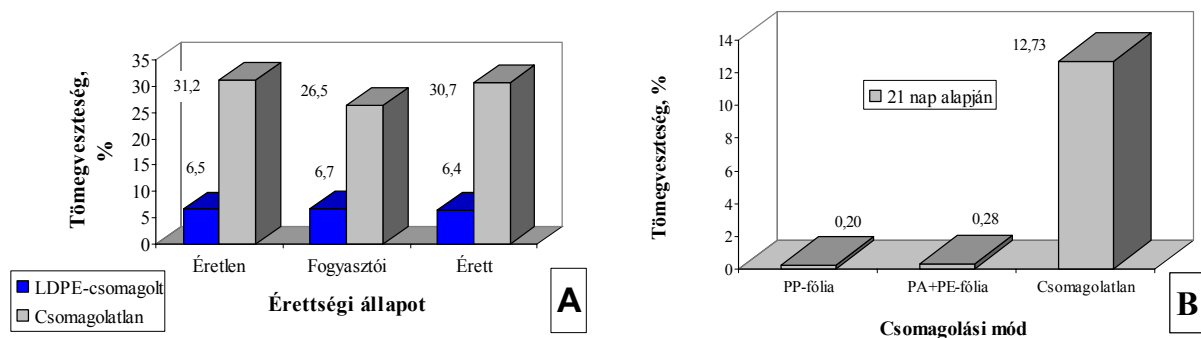 Tömegveszteség,
%
35
30
25
20
15
10
5
0
31,2
26,5
30,7
6,5
6,7
6,4
Éretlen
Fogyasztói
Érett
LDPE-csomagolt
Csomagolatlan
Érettségi állapot
A
Tömegveszteség, %
14
12
10
8
6
4
2
0
12,73
21 nap alapján
0,20
0,28
PP-fólia
PA+PE-fólia
Csomagolatlan
Csomagolási mód
B